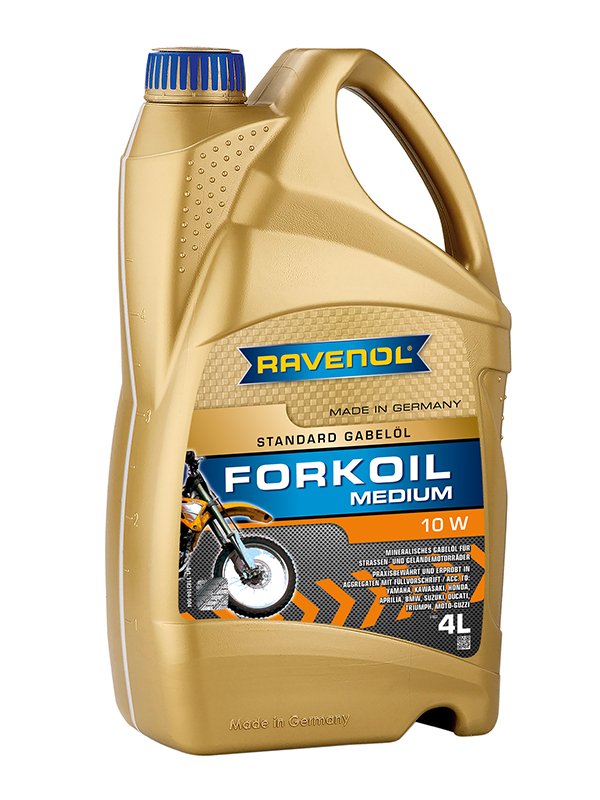 4
3
RAVENOL®
MADE IN GERMANY
STANDARD GABELÖL
FORKOIL
MEDIUM
10 W
MINERALISCHES GABELÖL FÜR
STRASSEN- UND GELÄNDEMOTORRÄDER
PRAXISBEWÄHRT UND ERPROBT IN
AGGREGATEN MIT FÜLLVORSCHRIFT / ACC. TO:
YAMAHA, KAWASAKI, HONDA,
APRILIA, BMW, SUZUKI, DUCATI,
TRIUMPH, MOTO-GUZZI
4L
Made in Germany